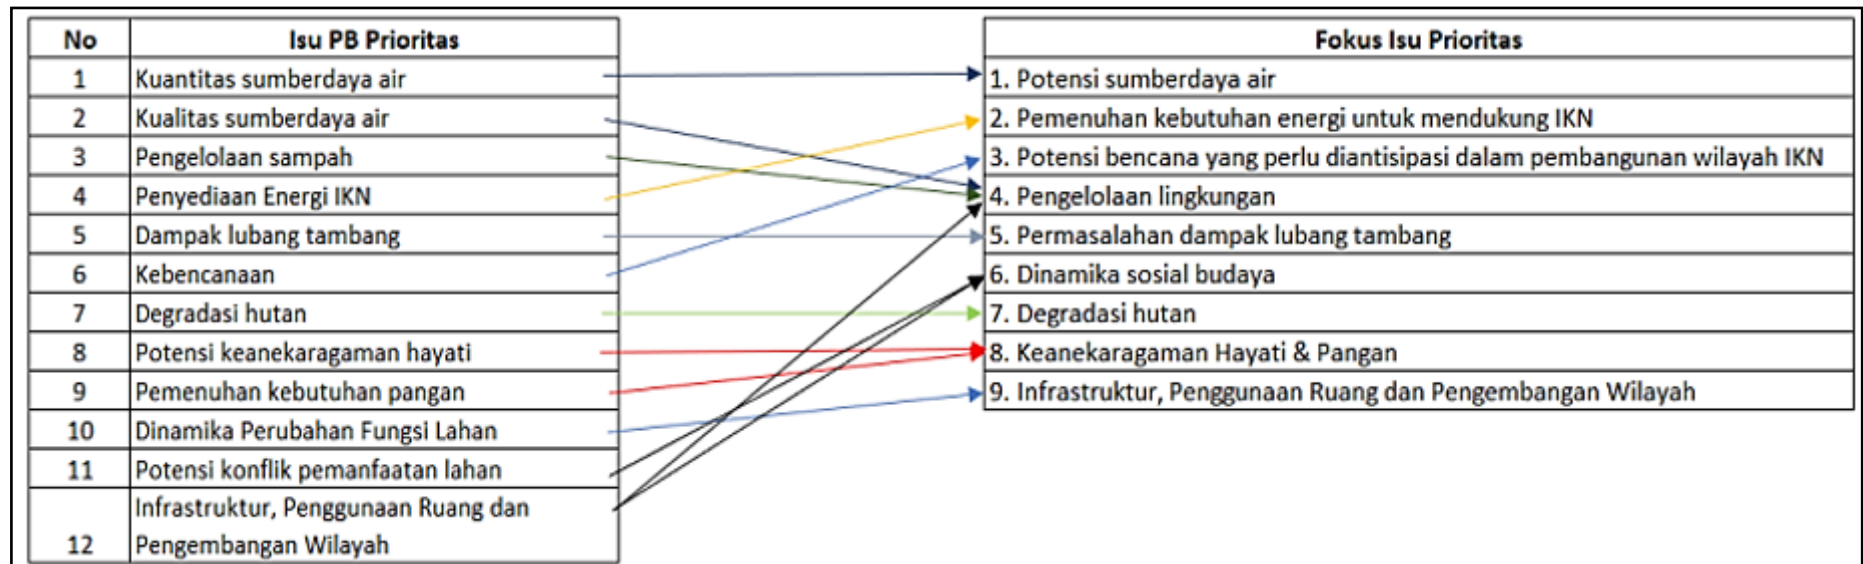 No Isu PB Prioritas
1 Kuantitas sumberdaya air
2 Kualitas sumberdaya air
3 Pengelolaan sampah
4 Penyediaan Energi IKN
5 Dampak lubang tambang
6 Kebencanaan
7 Degradasi hutan
8 Potensi keanekaragaman hayati
9 Pemenuhan kebutuhan pangan
10 Dinamika Perubahan Fungsi Lahan
11 Potensi konflik pemanfaatan lahan
Infrastruktur, Penggunaan Ruang dan
12 Pengembangan Wilayah
Fokus Isu Prioritas
1. Potensi sumberdaya air
2. Pemenuhan kebutuhan energi untuk mendukung IKN
3. Potensi bencana yang perlu diantisipasi dalam pembangunan wilayah IKN
4. Pengelolaan lingkungan
5. Permasalahan dampak lubang tambang
6. Dinamika sosial budaya
7. Degradasi hutan
8. Keanekaragaman Hayati & Pangan
9. Infrastruktur, Penggunaan Ruang dan Pengembangan Wilayah